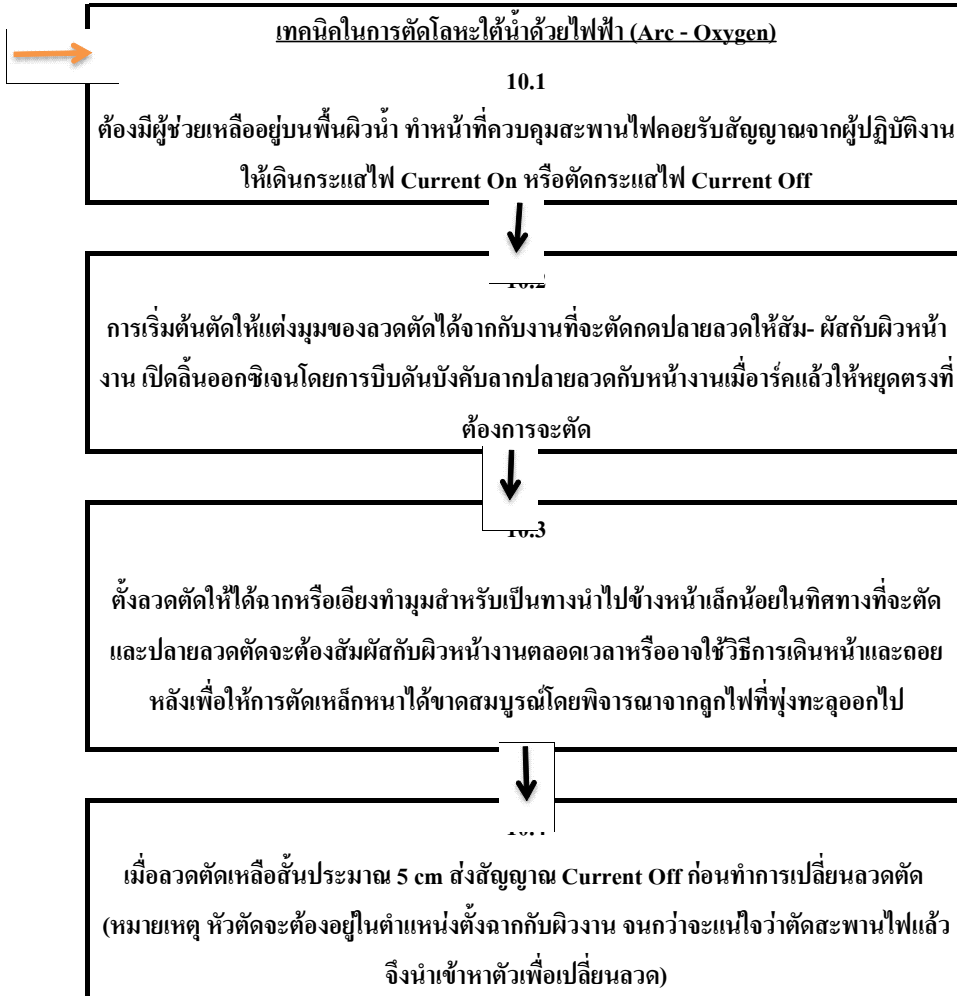 เทคนิคในการตัดโลหะใต้น้ำด้วยไฟฟ้า (Arc - Oxygen)
10.1
ต้องมีผู้ช่วยเหลืออยู่บนพื้นผิวน้ำ ทำหน้าที่ควบคุมสะพานไฟคอยรับสัญญาณจากผู้ปฏิบัติงาน
ให้เดินกระแสไฟ Current On หรือตัดกระแสไฟ Current Off
10.2
การเริ่มต้นตัดให้แต่งมุมของลวดตัดได้จากกับงานที่จะตัดกดปลายลวดให้สัม- ผัสกับผิวหน้า
งาน เปิดลิ้นออกซิเจนโดยการบีบดันบังคับลากปลายลวดกับหน้างานเมื่อาร์คแล้วให้หยุดตรงที่
ต้องการจะตัด
10.3
ตั้งลวดตัดให้ได้ฉากหรือเอียงทำมุมสำหรับเป็นทางนำไปข้างหน้าเล็กน้อยในทิศทางที่จะตัด
และปลายลวดตัดจะต้องสัมผัสกับผิวหน้างานตลอดเวลาหรืออาจใช้วิธีการเดินหน้าและถอย
หลังเพื่อให้การตัดเหล็กหนาได้ขาดสมบูรณ์โดยพิจารณาจากลูกไฟที่พุ่งทะลุออกไป
เมื่อลวดตัดเหลือสั้นประมาณ 5 cm ส่งสัญญาณ Current Off ก่อนทำการเปลี่ยนลวดตัด
(หมายเหตุ หัวตัดจะต้องอยู่ในตำแหน่งตั้งฉากกับผิวงาน จนกว่าจะแน่ใจว่าตัดสะพานไฟแล้ว
จึงนำเข้าหาตัวเพื่อเปลี่ยนลวด)